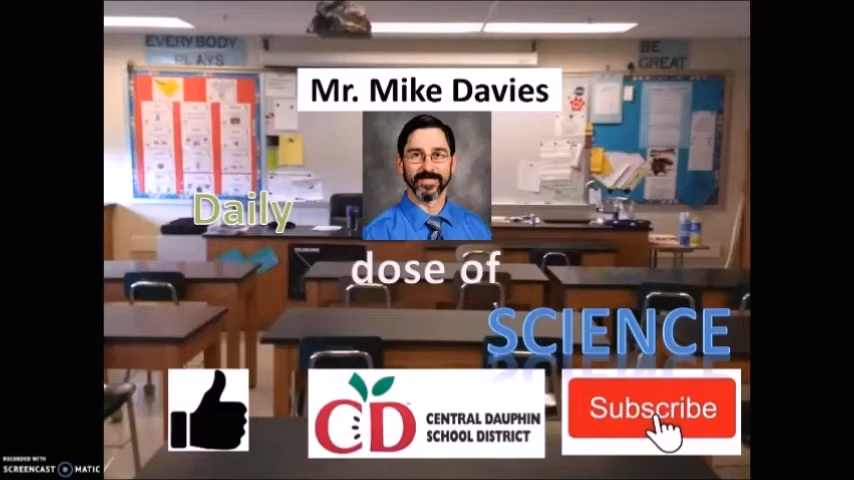 EVERYBODY
PLAYS
BE
GREAT
Mr. Mike Davies
Daily
dose of
SCIENCE
CD
CENTRAL DAUPHIN
SCHOOL DISTRICT
Subscribe
RECORDED WITH
SCREENCAST MATIC